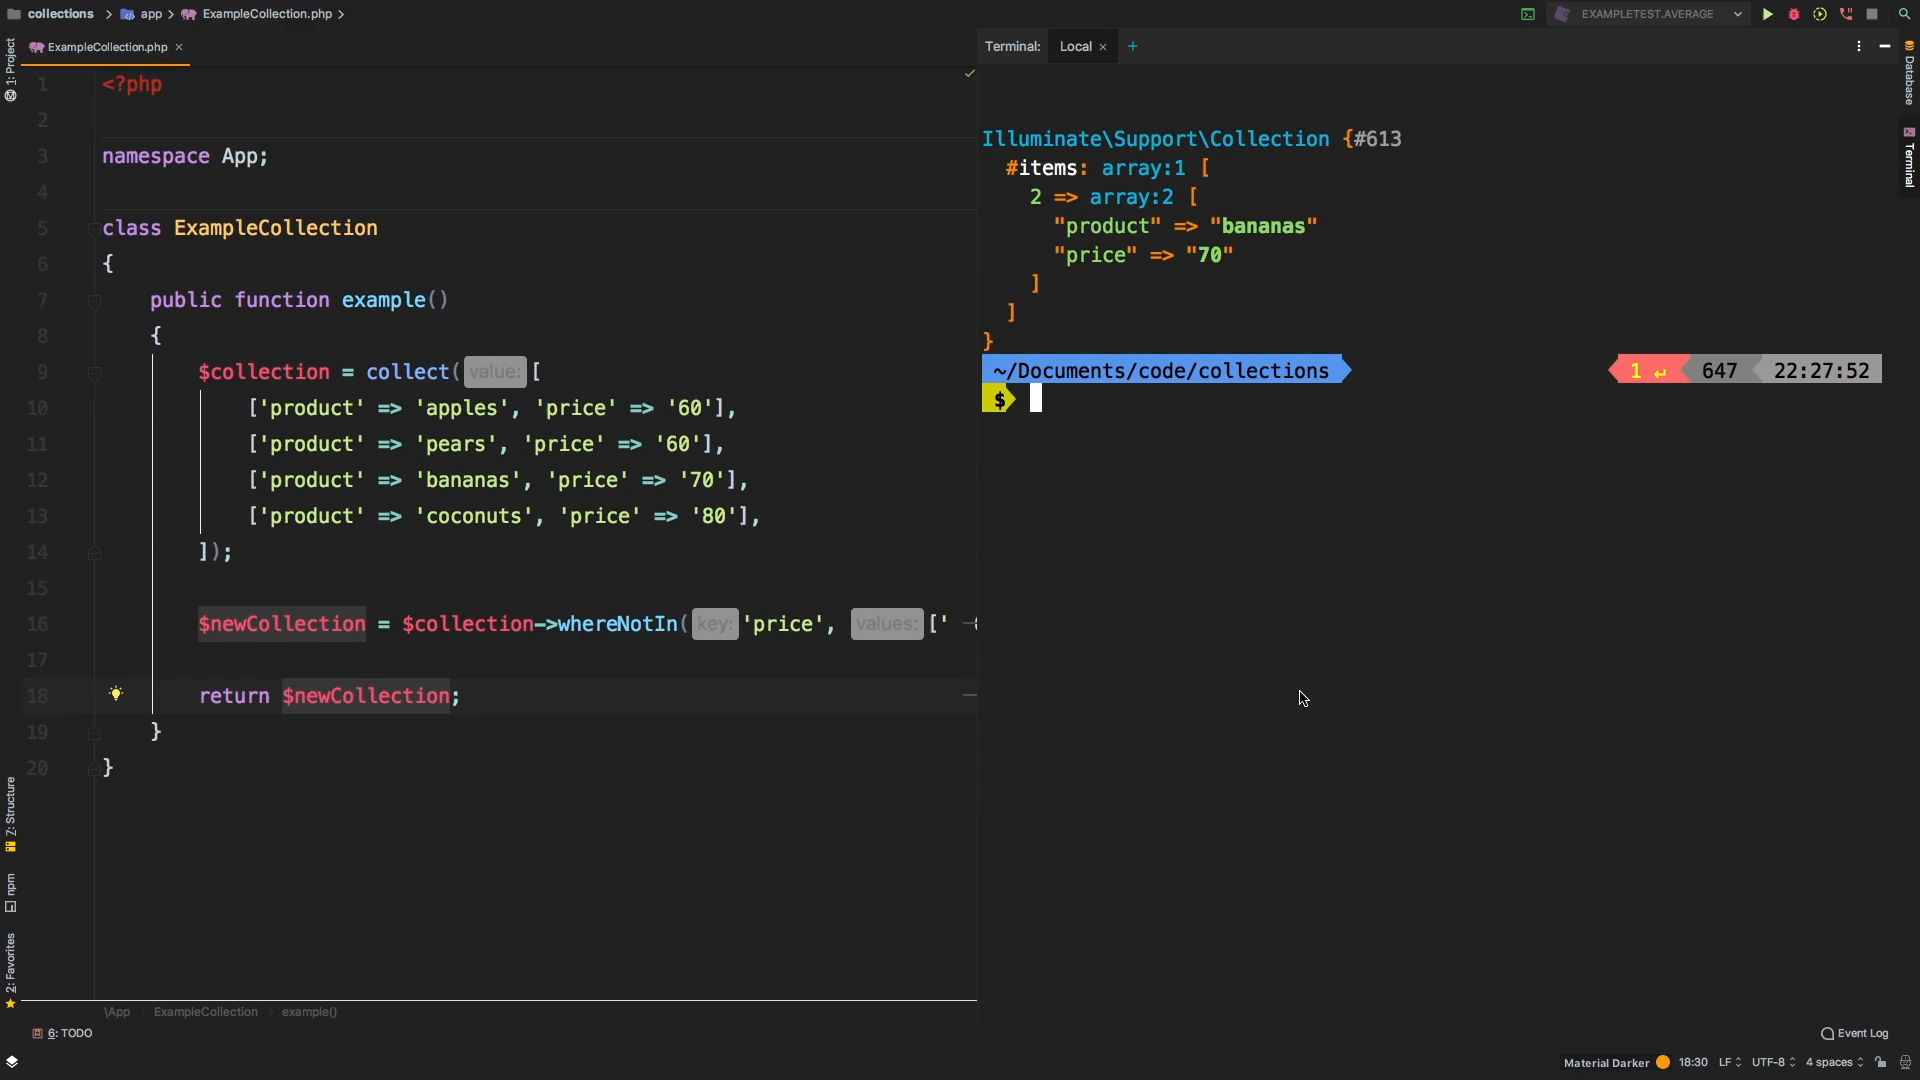 collections > app > ExampleCollection.php >
EXAMPLETEST.AVERAGE
1: Project
ExampleCollection.php ×
Terminal: Local × +
Database
Terminal
1 <?php
2
3 namespace App;
4
5 class ExampleCollection
6 {
7 public function example()
8 {
9 $collection = collect( value: [
10 ['product' => 'apples', 'price' => '60'],
11 ['product' => 'pears', 'price' => '60'],
12 ['product' => 'bananas', 'price' => '70'],
13 ['product' => 'coconuts', 'price' => '80'],
14 ]);
15
16 $newCollection = $collection->whereNotIn( key: 'price', values: ['
17
18 return $newCollection;
19 }
20 }
Illuminate\Support\Collection {#613
#items: array:1 [
2 => array:2 [
"product" => "bananas"
"price" => "70"
]
]
}
~/Documents/code/collections 1 ↵ 647 22:27:52
$
Z: Structure
npm
2: Favorites
\App > ExampleCollection > example()
6: TODO
Event Log
Material Darker 18:30 LF UTF-8 4 spaces